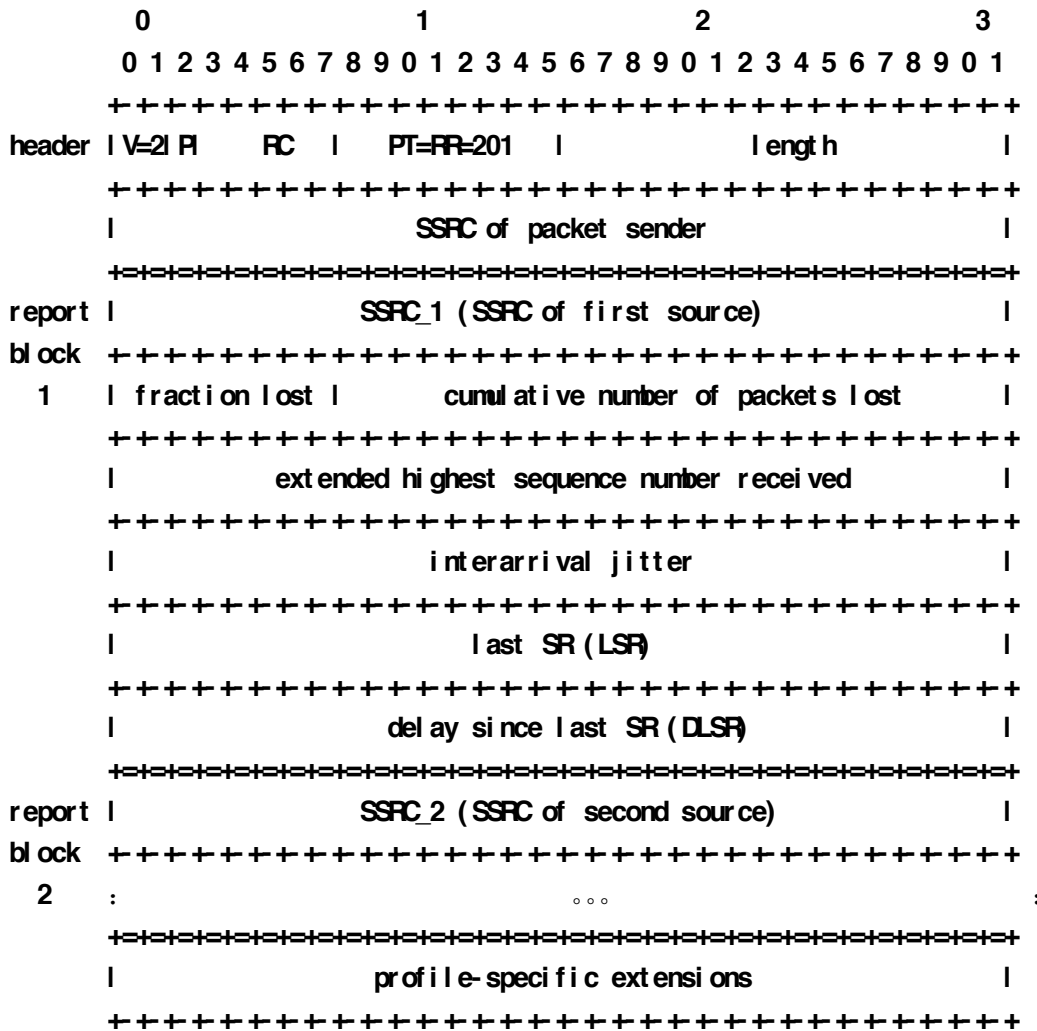 0 1 2 3
0 1 2 3 4 5 6 7 8 9 0 1 2 3 4 5 6 7 8 9 0 1 2 3 4 5 6 7 8 9 0 1
+-+-+-+-+-+-+-+-+-+-+-+-+-+-+-+-+-+-+-+-+-+-+-+-+-+-+-+-+-+-+-+-+
header |V=2|P| RC | PT=RR=201 | length |
+-+-+-+-+-+-+-+-+-+-+-+-+-+-+-+-+-+-+-+-+-+-+-+-+-+-+-+-+-+-+-+-+
| SSRC of packet sender |
+=+=+=+=+=+=+=+=+=+=+=+=+=+=+=+=+=+=+=+=+=+=+=+=+=+=+=+=+=+=+=+=+
report | SSRC_1 (SSRC of first source) |
block +-+-+-+-+-+-+-+-+-+-+-+-+-+-+-+-+-+-+-+-+-+-+-+-+-+-+-+-+-+-+-+-+
1 | fraction lost | cumulative number of packets lost |
+-+-+-+-+-+-+-+-+-+-+-+-+-+-+-+-+-+-+-+-+-+-+-+-+-+-+-+-+-+-+-+-+
| extended highest sequence number received |
+-+-+-+-+-+-+-+-+-+-+-+-+-+-+-+-+-+-+-+-+-+-+-+-+-+-+-+-+-+-+-+-+
| interarrival jitter |
+-+-+-+-+-+-+-+-+-+-+-+-+-+-+-+-+-+-+-+-+-+-+-+-+-+-+-+-+-+-+-+-+
| last SR (LSR) |
+-+-+-+-+-+-+-+-+-+-+-+-+-+-+-+-+-+-+-+-+-+-+-+-+-+-+-+-+-+-+-+-+
| delay since last SR (DLSR) |
+=+=+=+=+=+=+=+=+=+=+=+=+=+=+=+=+=+=+=+=+=+=+=+=+=+=+=+=+=+=+=+=+
report | SSRC_2 (SSRC of second source) |
block +-+-+-+-+-+-+-+-+-+-+-+-+-+-+-+-+-+-+-+-+-+-+-+-+-+-+-+-+-+-+-+-+
2 : 。。。 :
+=+=+=+=+=+=+=+=+=+=+=+=+=+=+=+=+=+=+=+=+=+=+=+=+=+=+=+=+=+=+=+=+
| profile-specific extensions |
+-+-+-+-+-+-+-+-+-+-+-+-+-+-+-+-+-+-+-+-+-+-+-+-+-+-+-+-+-+-+-+-+